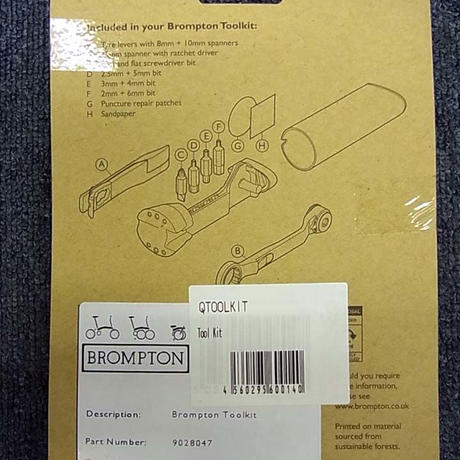 Included in your Brompton Toolkit:
Tyre levers with 8mm + 10mm spanners
spanner with ratchet driver
and flat screwdriver bit
D 2.5mm + 5mm bit
E 3mm + 4mm bit
F 2mm + 6mm bit
G Puncture repair patches
H Sandpaper
A
C
D
E
F
G
H
B
QTOOLKIT
Tool Kit
4 560295 600140
BROMPTON
Description: Brompton Toolkit
Part Number: 9028047
should you require
information,
see
www.brompton.co.uk
Printed on material
sourced from
sustainable forests.